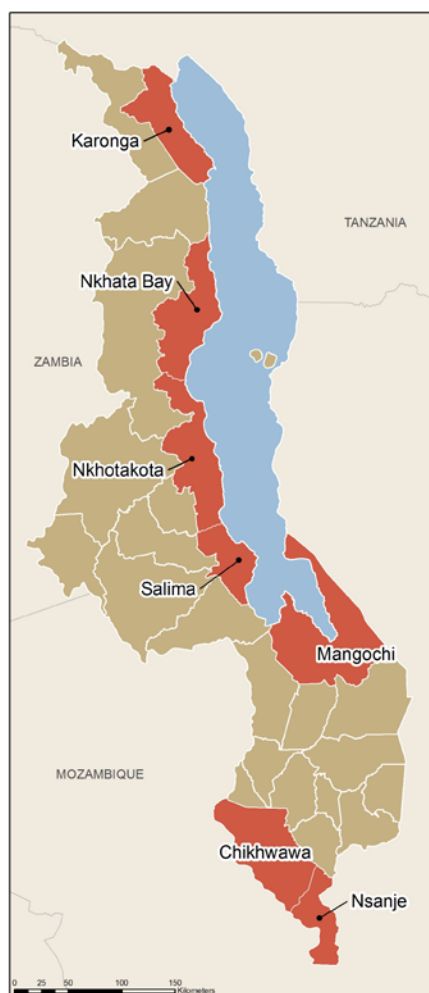 Karonga
TANZANIA
Nkhata Bay
ZAMBIA
Nkhotakota
Salima
Mangochi
MOZAMBIQUE
Chikhwawa
Nsanje
0 25 50 100 150
Kilometers